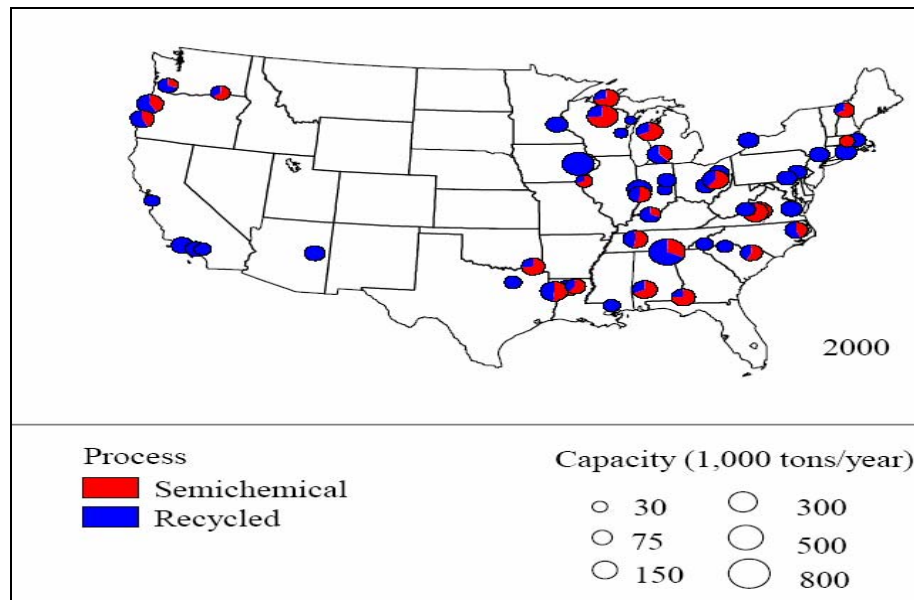 2000
Process
Semichemical
Recycled
Capacity (1,000 tons/year)
30
300
75
500
150
800